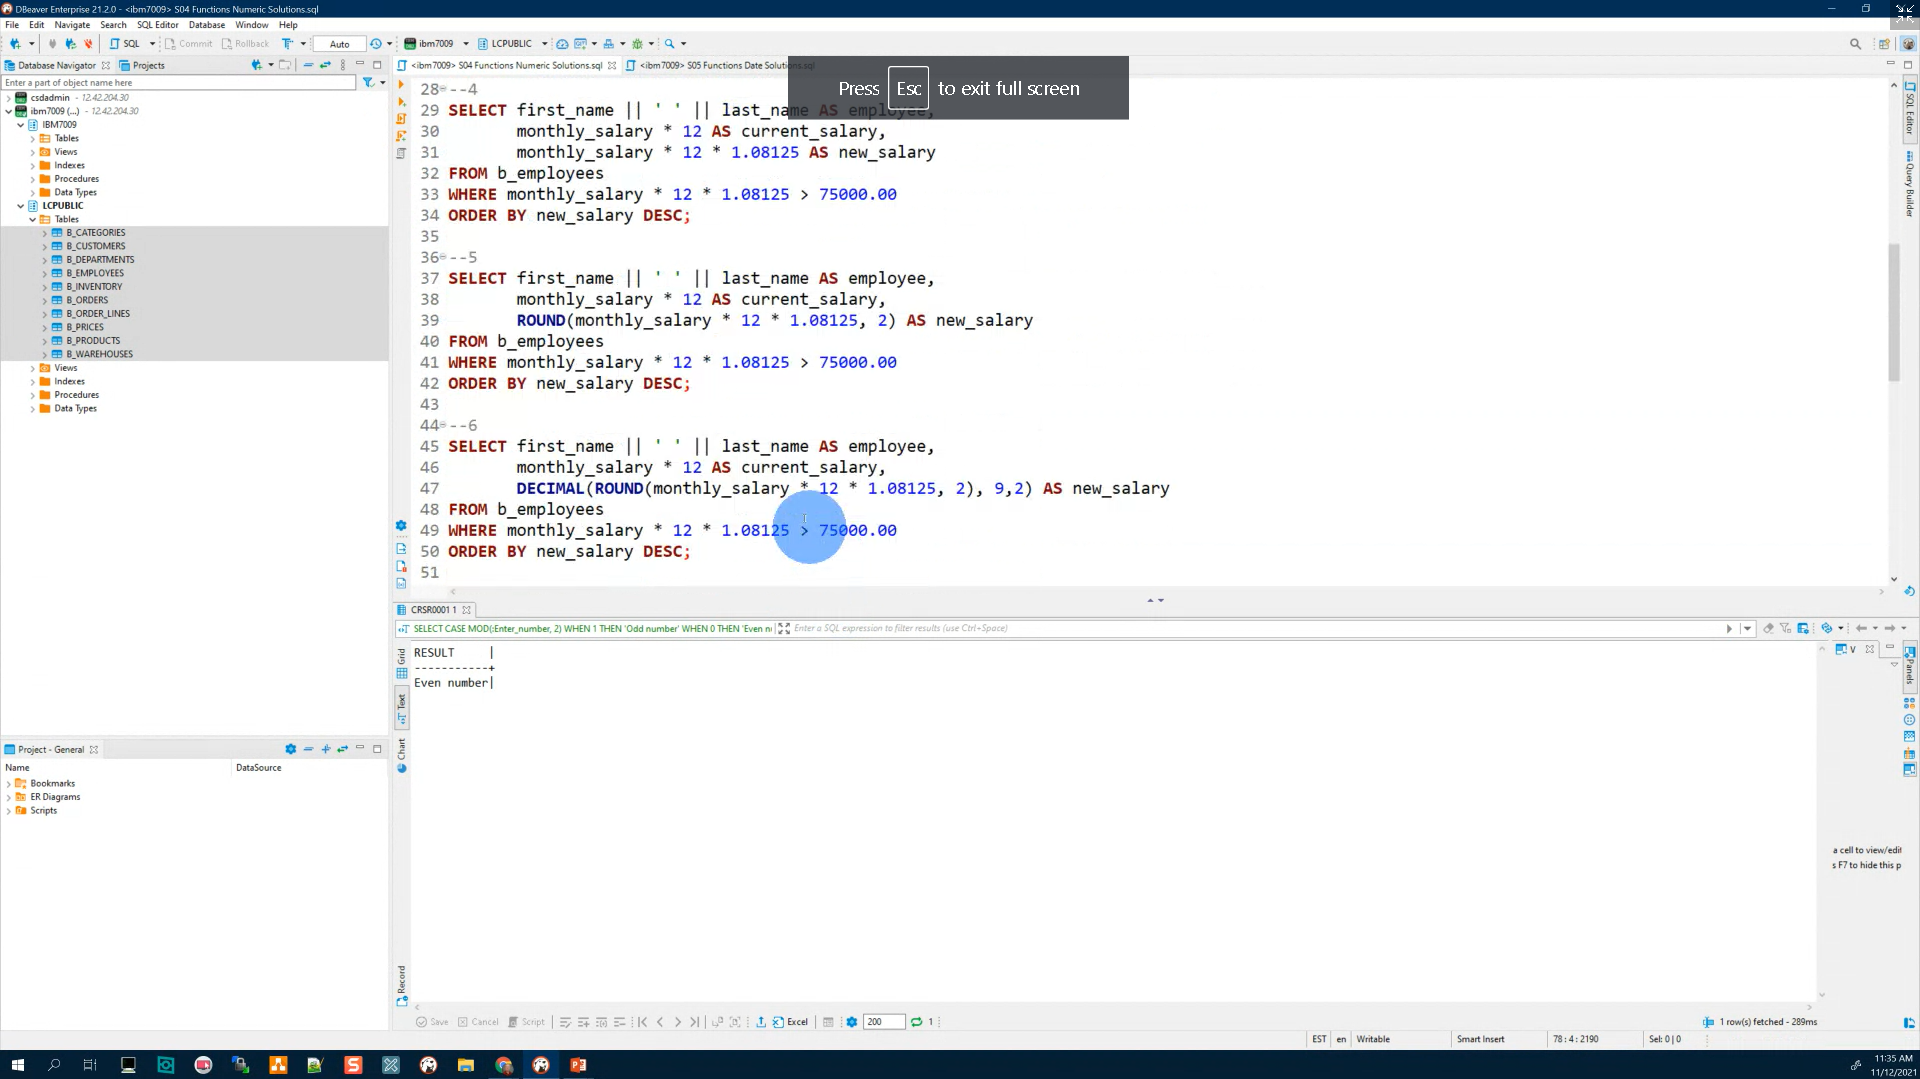 DBeaver Enterprise 21.2.0 - <ibm7009> S04 Functions Numeric Solutions.sql
File Edit Navigate Search SQL Editor Database Window Help
SQL Commit Rollback Auto ibm7009 LCPUBLIC
Database Navigator Projects
<ibm7009> S04 Functions Numeric Solutions.sql <ibm7009> S05 Functions Date Solutions.sql
Press Esc to exit full screen
Enter a part of object name here
csdadmin - 12.42.204.30
ibm7009 (...) - 12.42.204.30
IBM7009
Tables
Views
Indexes
Procedures
Data Types
LCPUBLIC
Tables
B_CATEGORIES
B_CUSTOMERS
B_DEPARTMENTS
B_EMPLOYEES
B_INVENTORY
B_ORDERS
B_ORDER_LINES
B_PRICES
B_PRODUCTS
B_WAREHOUSES
Views
Indexes
Procedures
Data Types
28 --4
29 SELECT first_name || ' ' || last_name AS employee,
30 monthly_salary * 12 AS current_salary,
31 monthly_salary * 12 * 1.08125 AS new_salary
32 FROM b_employees
33 WHERE monthly_salary * 12 * 1.08125 > 75000.00
34 ORDER BY new_salary DESC;
35
36 --5
37 SELECT first_name || ' ' || last_name AS employee,
38 monthly_salary * 12 AS current_salary,
39 ROUND(monthly_salary * 12 * 1.08125, 2) AS new_salary
40 FROM b_employees
41 WHERE monthly_salary * 12 * 1.08125 > 75000.00
42 ORDER BY new_salary DESC;
43
44 --6
45 SELECT first_name || ' ' || last_name AS employee,
46 monthly_salary * 12 AS current_salary,
47 DECIMAL(ROUND(monthly_salary * 12 * 1.08125, 2), 9,2) AS new_salary
48 FROM b_employees
49 WHERE monthly_salary * 12 * 1.08125 > 75000.00
50 ORDER BY new_salary DESC;
51
SQL Editor
Query Builder
CRSR0001 1
SELECT CASE MOD(:Enter_number, 2) WHEN 1 THEN 'Odd number' WHEN 0 THEN 'Even Enter a SQL expression to filter results (use Ctrl+Space)
Grid
Text
Chart
Record
RESULT |
-----------+
Even number|
V
Panels
a cell to view/edit
s F7 to hide this p
Project - General
Name DataSource
Bookmarks
ER Diagrams
Scripts
Save Cancel Script Excel 200 1
1 row(s) fetched - 289ms
EST en Writable Smart Insert 78 : 4 : 2190 Sel: 0 | 0
11:35 AM
11/12/2021